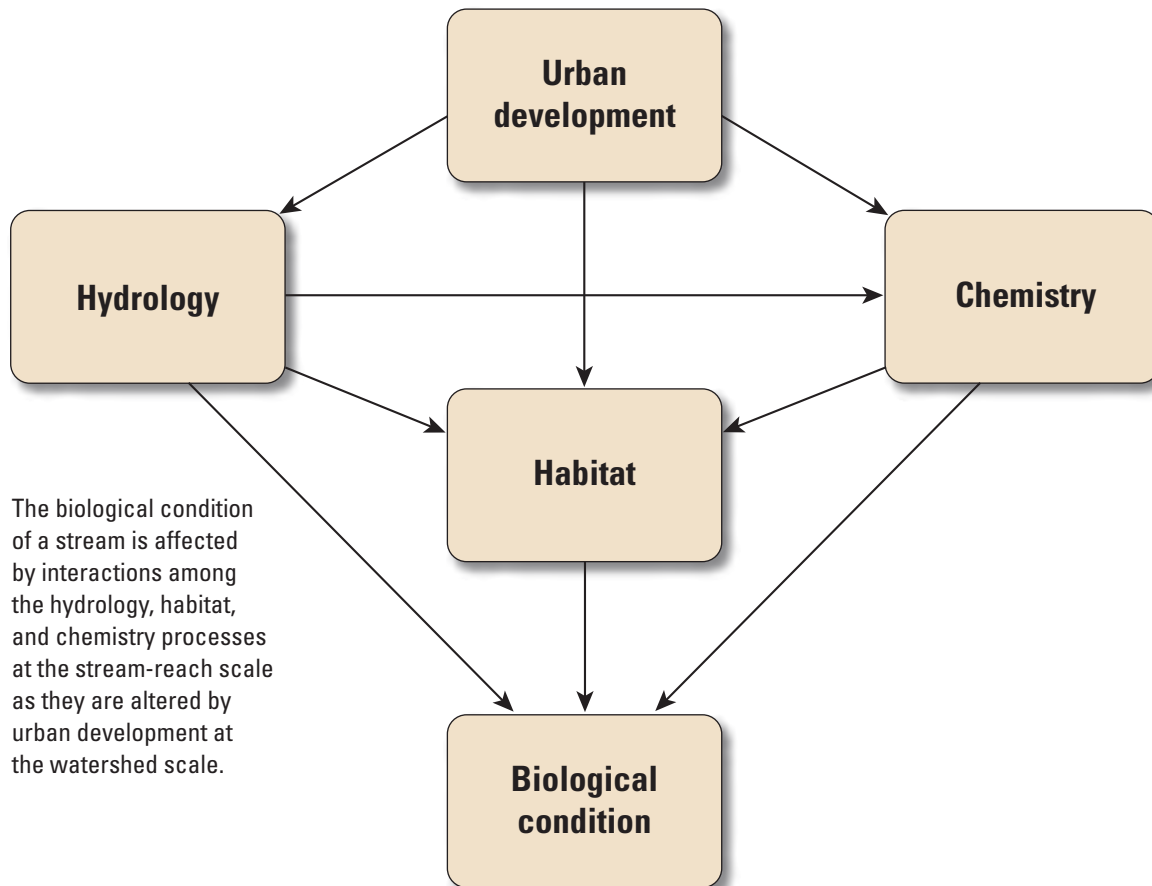 Urban
development
Hydrology
Chemistry
Habitat
The biological condition
of a stream is affected
by interactions among
the hydrology, habitat,
and chemistry processes
at the stream-reach scale
as they are altered by
urban development at
the watershed scale.
Biological
condition